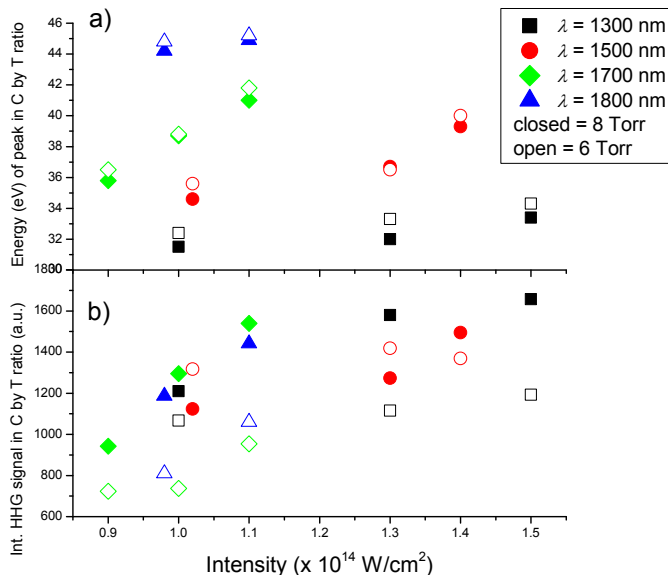 a)
Energy (eV) of peak in C by T ratio
46
44
42
40
38
36
34
32
30
λ = 1300 nm
λ = 1500 nm
λ = 1700 nm
λ = 1800 nm
closed = 8 Torr
open = 6 Torr
b)
Int. HHG signal in C by T ratio (a.u.)
1800
1600
1400
1200
1000
800
600
0.9 1.0 1.1 1.2 1.3 1.4 1.5
Intensity (x 10¹⁴ W/cm²)